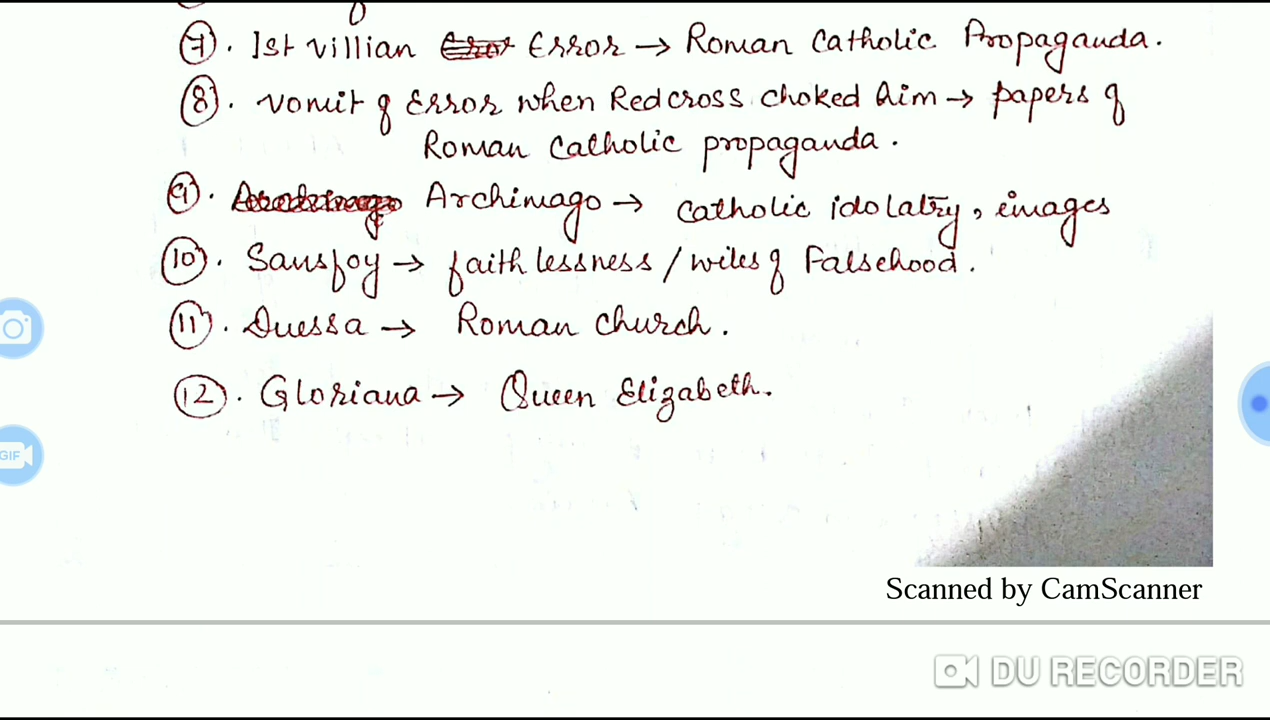 7. 1st villian Error → Roman Catholic Propaganda.
8. vomit of Error when Redcross choked him → papers of
Roman Catholic propaganda.
9. Archimago → Catholic idolatry, images
10. Sansfoy → faithlessness / wiles of Falsehood.
11. Duessa → Roman church.
12. Gloriana → Queen Elizabeth.
GIF
Scanned by CamScanner
DU RECORDER